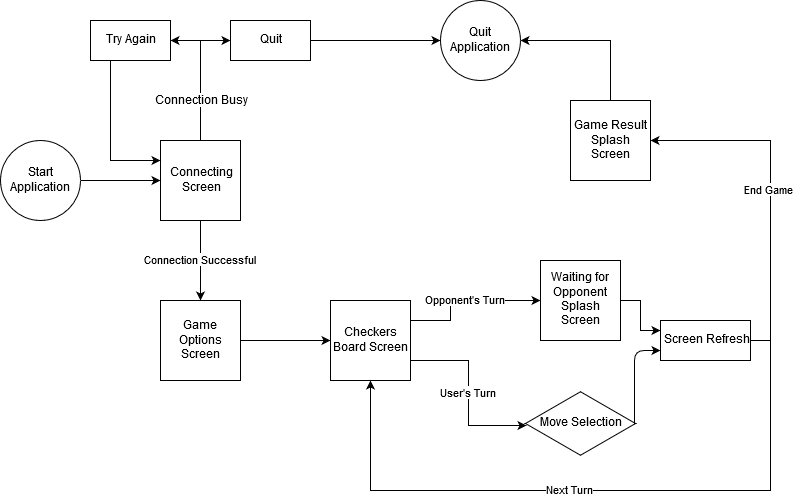 Try Again
Quit
Quit
Application
Connection Busy
Game Result
Splash
Screen
Start
Application
Connecting
Screen
End Game
Connection Successful
Waiting for
Opponent
Splash
Screen
Opponent's Turn
Game
Options
Screen
Checkers
Board Screen
Screen Refresh
User's Turn
Move Selection
Next Turn